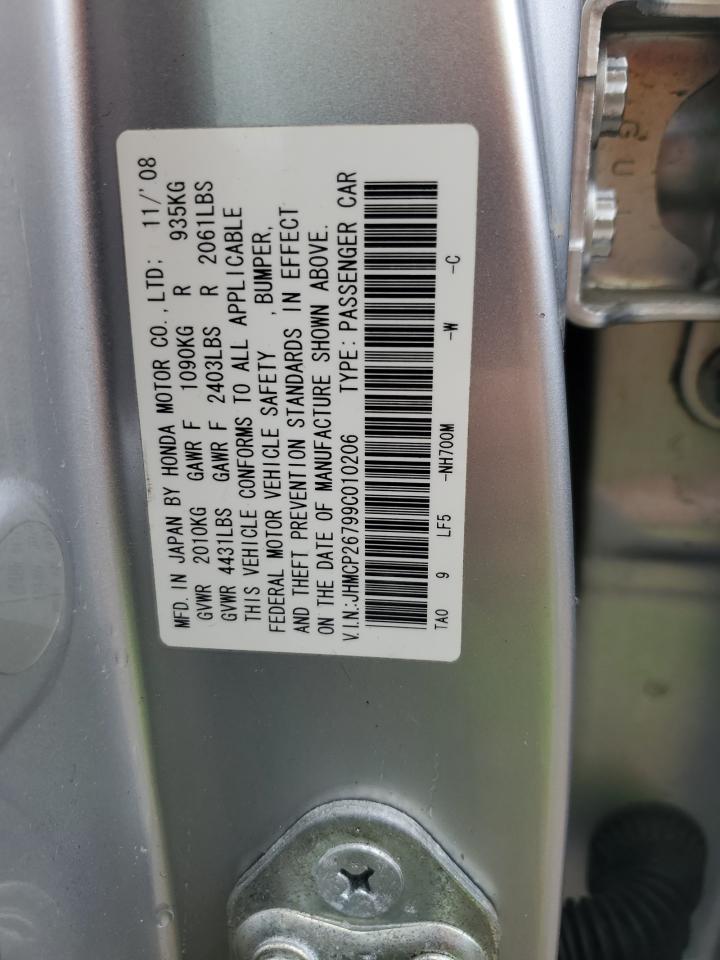 MFD. IN JAPAN BY HONDA MOTOR CO., LTD: 11/'08
GVWR 2010KG GAWR F 1090KG R 935KG
GVWR 4431LBS GAWR F 2403LBS R 2061LBS
THIS VEHICLE CONFORMS TO ALL APPLICABLE
FEDERAL MOTOR VEHICLE SAFETY , BUMPER,
AND THEFT PREVENTION STANDARDS IN EFFECT
ON THE DATE OF MANUFACTURE SHOWN ABOVE.
V.I.N.:JHMCP26799C010206 TYPE: PASSENGER CAR
TA0 9 LF5 -NH700M -W -C